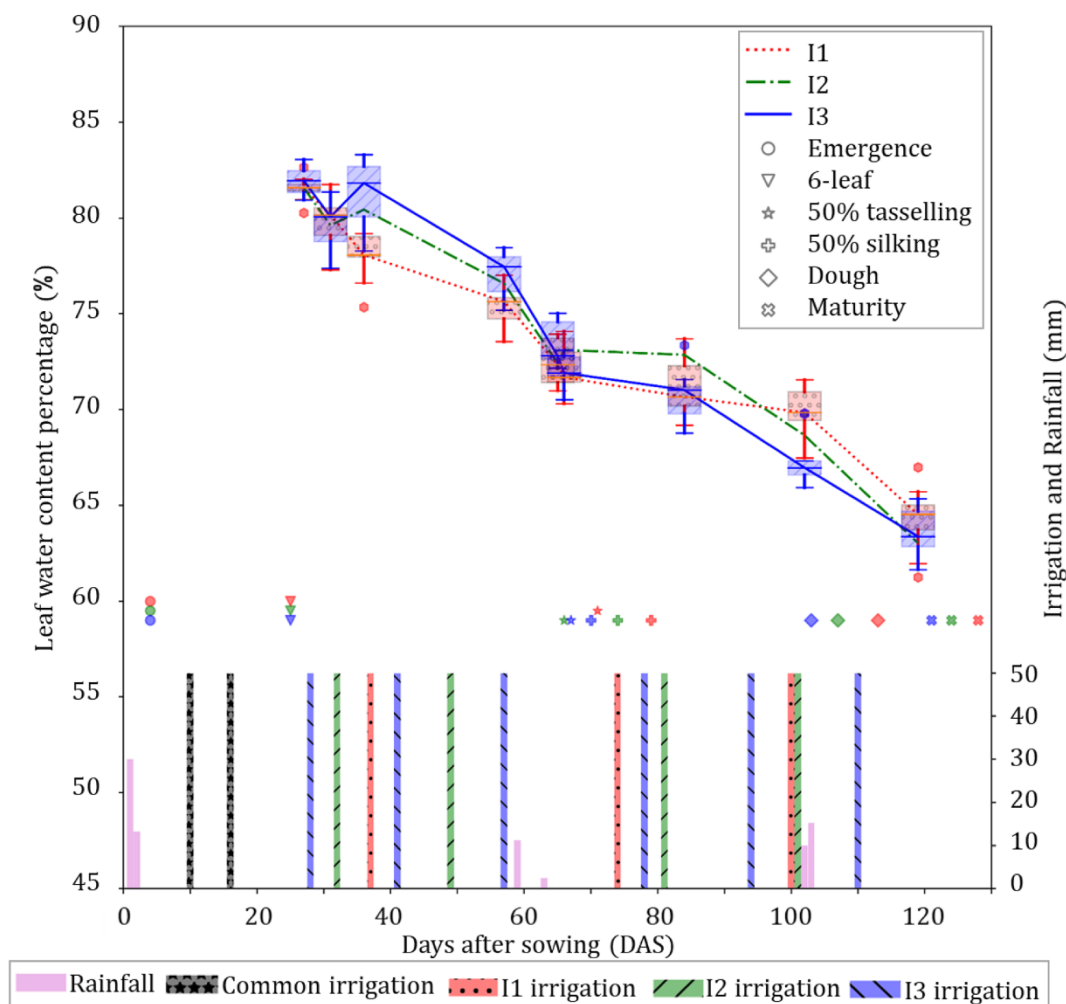 90
85
80
75
70
65
60
55
50
45
Leaf water content percentage (%)
I1
I2
I3
Emergence
6-leaf
50% tasselling
50% silking
Dough
Maturity
Irrigation and Rainfall (mm)
50
40
30
20
10
0
0 20 40 60 80 100 120
Days after sowing (DAS)
Rainfall Common irrigation I1 irrigation I2 irrigation I3 irrigation